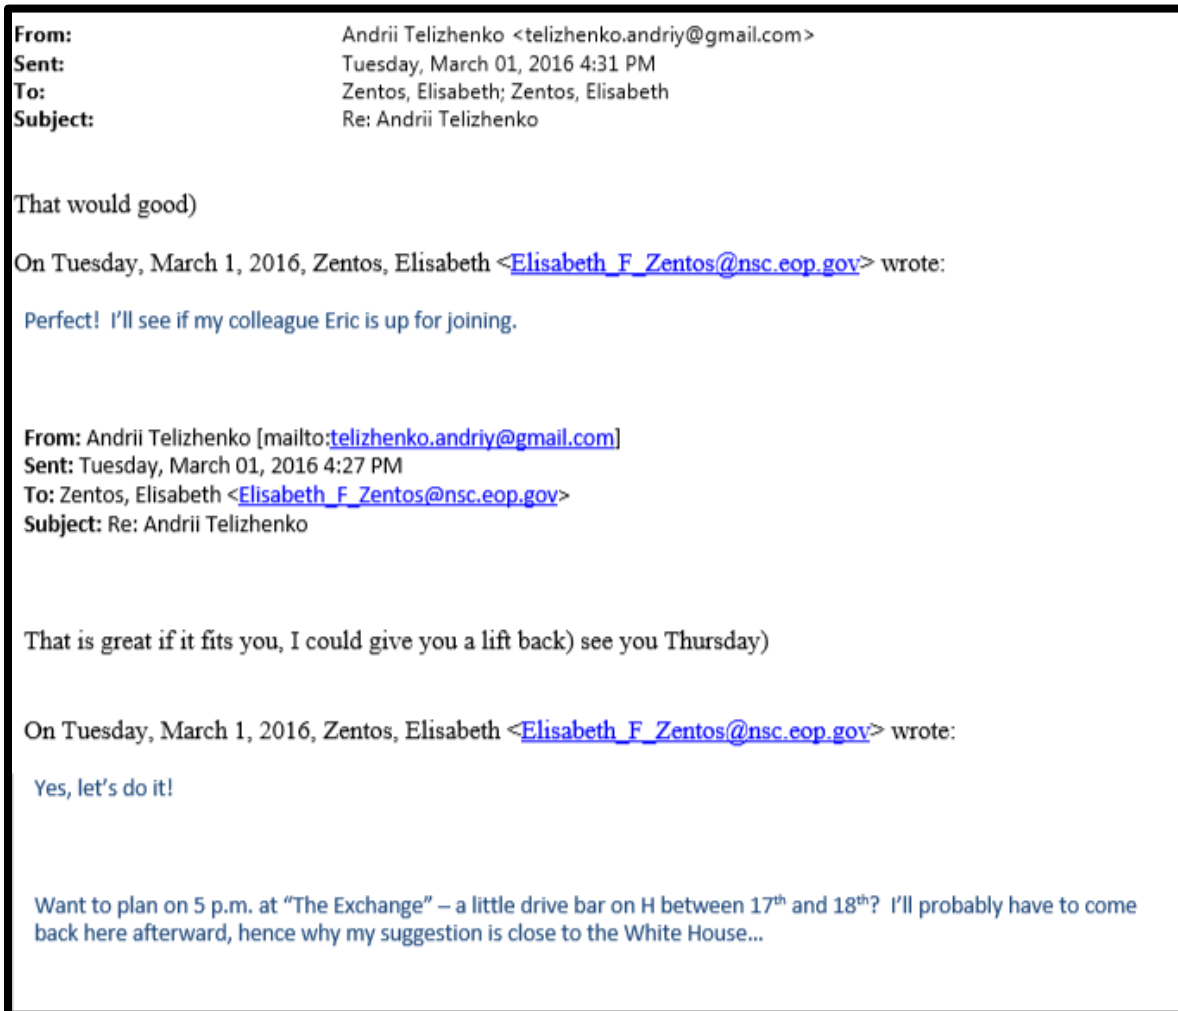 From: Andrii Telizhenko <telizhenko.andriy@gmail.com>
Sent: Tuesday, March 01, 2016 4:31 PM
To: Zentos, Elisabeth; Zentos, Elisabeth
Subject: Re: Andrii Telizhenko
That would good)
On Tuesday, March 1, 2016, Zentos, Elisabeth <Elisabeth_F_Zentos@nsc.eop.gov> wrote:
Perfect!  I'll see if my colleague Eric is up for joining.
From: Andrii Telizhenko [mailto:telizhenko.andriy@gmail.com]
Sent: Tuesday, March 01, 2016 4:27 PM
To: Zentos, Elisabeth <Elisabeth_F_Zentos@nsc.eop.gov>
Subject: Re: Andrii Telizhenko
That is great if it fits you, I could give you a lift back) see you Thursday)
On Tuesday, March 1, 2016, Zentos, Elisabeth <Elisabeth_F_Zentos@nsc.eop.gov> wrote:
Yes, let's do it!
Want to plan on 5 p.m. at “The Exchange” – a little drive bar on H between 17th and 18th?  I'll probably have to come
back here afterward, hence why my suggestion is close to the White House…